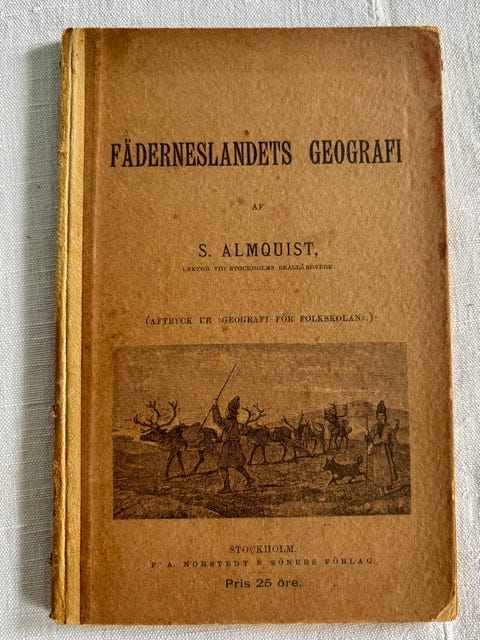 FÄDERNESLANDETS GEOGRAFI
AF
S. ALMQUIST,
LEKTOR VID STOCKHOLMS REALLÄROVERK.
(AFTRYCK UR »GEOGRAFI FÖR FOLKSKOLAN».)
STOCKHOLM.
P. A. NORSTEDT & SÖNERS FÖRLAG.
Pris 25 öre.